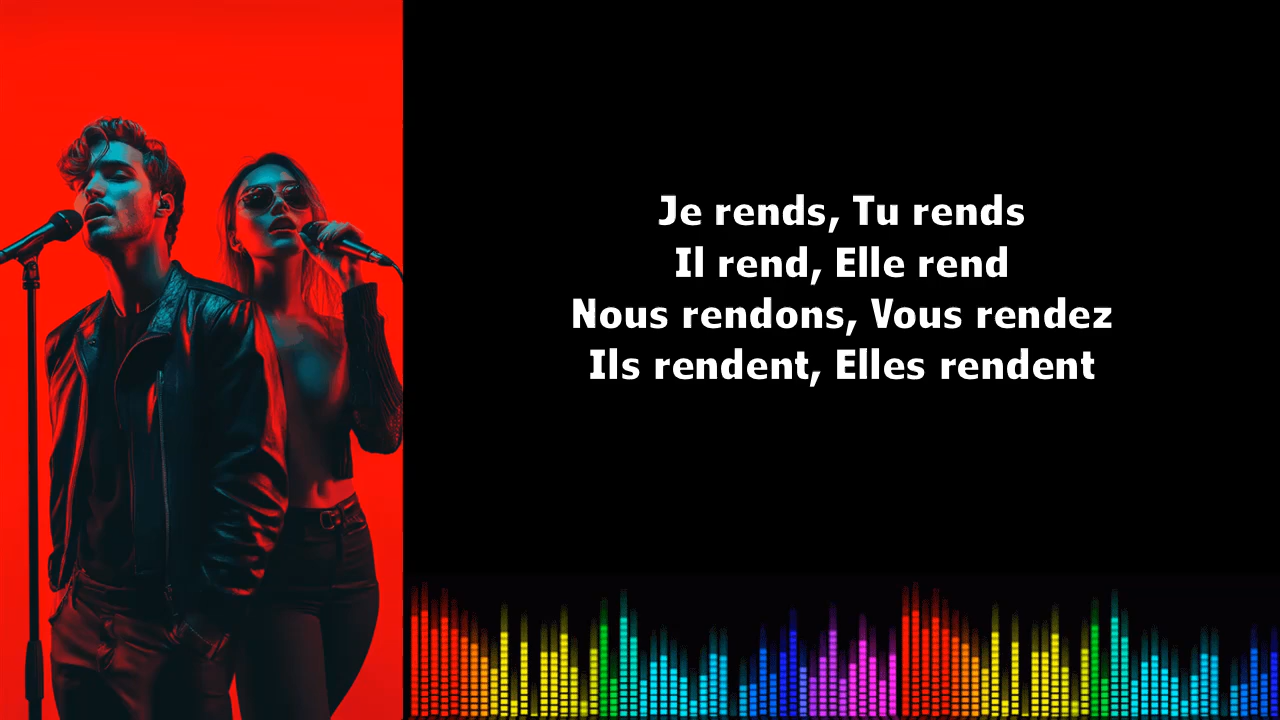 Je rends, Tu rends
Il rend, Elle rend
Nous rendons, Vous rendez
Ils rendent, Elles rendent